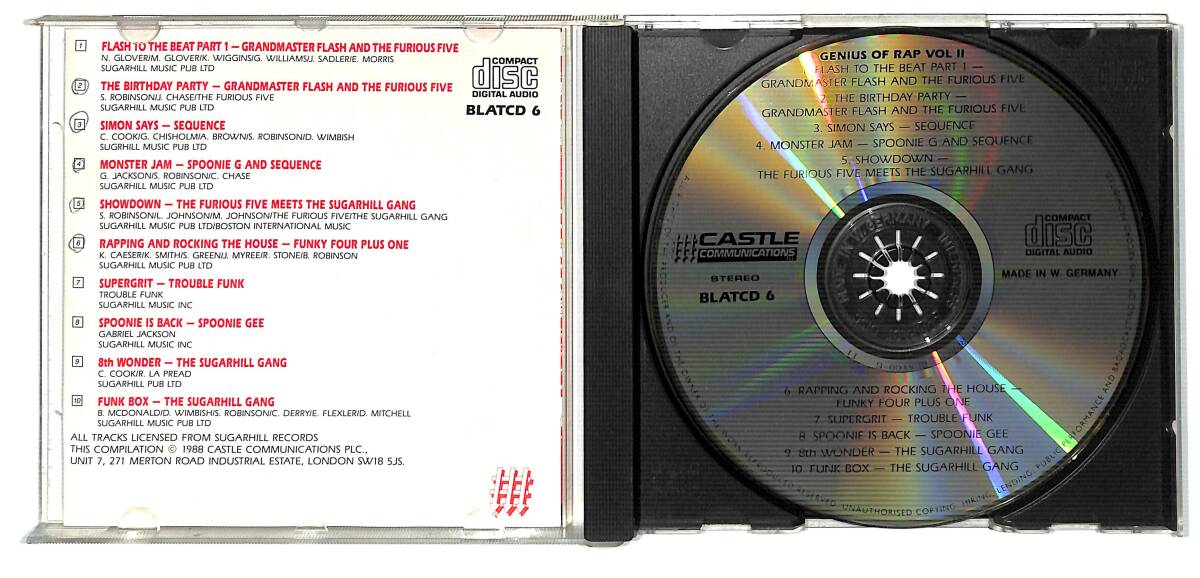 1 FLASH TO THE BEAT PART 1 — GRANDMASTER FLASH AND THE FURIOUS FIVE
N. GLOVER/M. GLOVER/K. WIGGINS/G. WILLIAMS/J. SADLER/E. MORRIS
SUGARHILL MUSIC PUB LTD
2 THE BIRTHDAY PARTY — GRANDMASTER FLASH AND THE FURIOUS FIVE
S. ROBINSON/J. CHASE/THE FURIOUS FIVE
SUGARHILL MUSIC PUB LTD
3 SIMON SAYS — SEQUENCE
C. COOK/G. CHISHOLM/A. BROWN/S. ROBINSON/D. WIMBISH
SUGRHILL MUSIC PUB LTD
4 MONSTER JAM — SPOONIE G AND SEQUENCE
G. JACKSON/S. ROBINSON/C. CHASE
SUGARHILL MUSIC PUB LTD
5 SHOWDOWN — THE FURIOUS FIVE MEETS THE SUGARHILL GANG
S. ROBINSON/L. JOHNSON/M. JOHNSON/THE FURIOUS FIVE/THE SUGARHILL GANG
SUGARHILL MUSIC PUB LTD/BOSTON INTERNATIONAL MUSIC
6 RAPPING AND ROCKING THE HOUSE — FUNKY FOUR PLUS ONE
K. CAESER/K. SMITH/S. GREEN/J. MYREE/R. STONE/B. ROBINSON
SUGARHILL MUSIC PUB LTD
7 SUPERGRIT — TROUBLE FUNK
TROUBLE FUNK
SUGARHILL MUSIC INC
8 SPOONIE IS BACK — SPOONIE GEE
GABRIEL JACKSON
SUGARHILL MUSIC INC
9 8th WONDER — THE SUGARHILL GANG
C. COOK/R. LA PREAD
SUGARHILL PUB LTD
10 FUNK BOX — THE SUGARHILL GANG
B. MCDONALD/D. WIMBISH/S. ROBINSON/C. DERRY/E. FLEXLER/D. MITCHELL
SUGARHILL MUSIC PUB LTD
ALL TRACKS LICENSED FROM SUGARHILL RECORDS
THIS COMPILATION © 1988 CASTLE COMMUNICATIONS PLC.,
UNIT 7, 271 MERTON ROAD INDUSTRIAL ESTATE, LONDON SW18 5JS.
COMPACT
disc
DIGITAL AUDIO
BLATCD 6
GENIUS OF RAP VOL II
FLASH TO THE BEAT PART 1 —
GRANDMASTER FLASH AND THE FURIOUS FIVE
2. THE BIRTHDAY PARTY —
GRANDMASTER FLASH AND THE FURIOUS FIVE
3. SIMON SAYS — SEQUENCE
4. MONSTER JAM — SPOONIE G AND SEQUENCE
5. SHOWDOWN —
THE FURIOUS FIVE MEETS THE SUGARHILL GANG
CASTLE
COMMUNICATIONS
STEREO
BLATCD 6
COMPACT
disc
DIGITAL AUDIO
MADE IN W. GERMANY
6. RAPPING AND ROCKING THE HOUSE —
FUNKY FOUR PLUS ONE
7. SUPERGRIT — TROUBLE FUNK
8. SPOONIE IS BACK — SPOONIE GEE
9. 8th WONDER — THE SUGARHILL GANG
10. FUNK BOX — THE SUGARHILL GANG
RESERVED. UNAUTHORISED COPYING, HIRING, LENDING, PUBLIC PERFORMANCE AND BROADCASTING OF